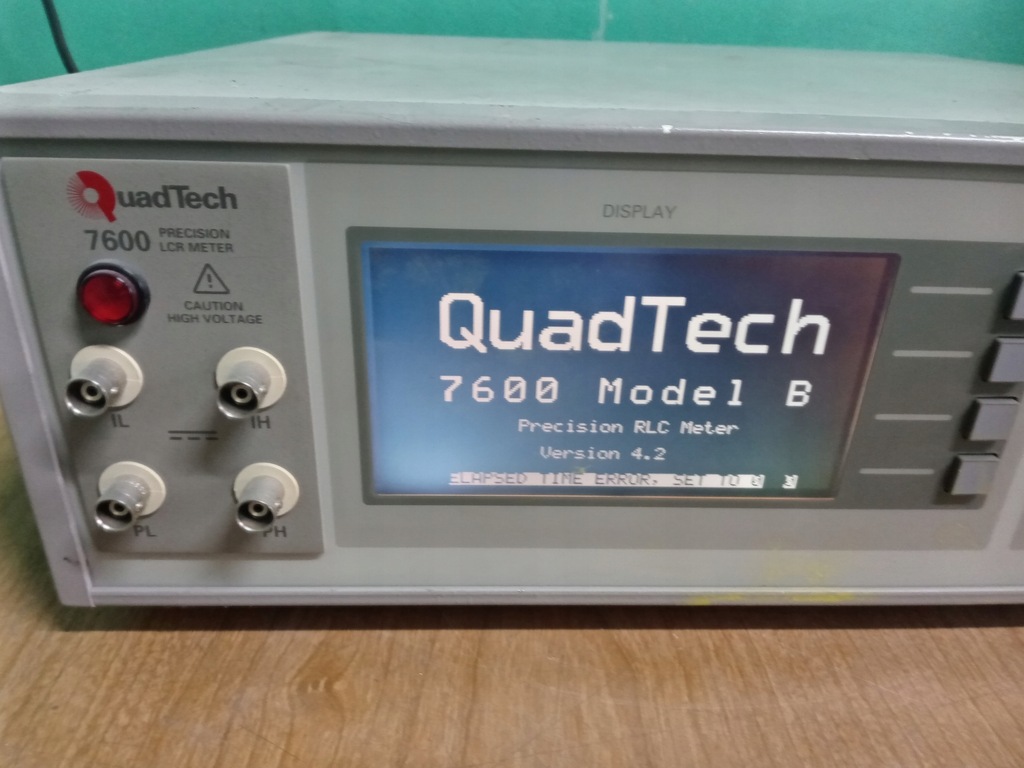 QuadTech
7600 PRECISION
LCR METER
CAUTION
HIGH VOLTAGE
IL
IH
PL
PH
DISPLAY
QuadTech
7600 Model B
Precision RLC Meter
Version 4.2
ELAPSED TIME ERROR, SET TO 0